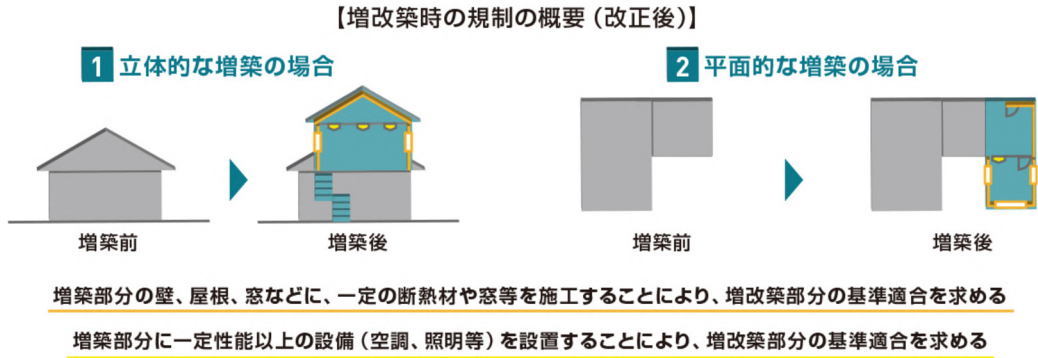 【増改築時の規制の概要（改正後）】
1 立体的な増築の場合
2 平面的な増築の場合
増築前
増築後
増築前
増築後
増築部分の壁、屋根、窓などに、一定の断熱材や窓等を施工することにより、増改築部分の基準適合を求める
増築部分に一定性能以上の設備（空調、照明等）を設置することにより、増改築部分の基準適合を求める